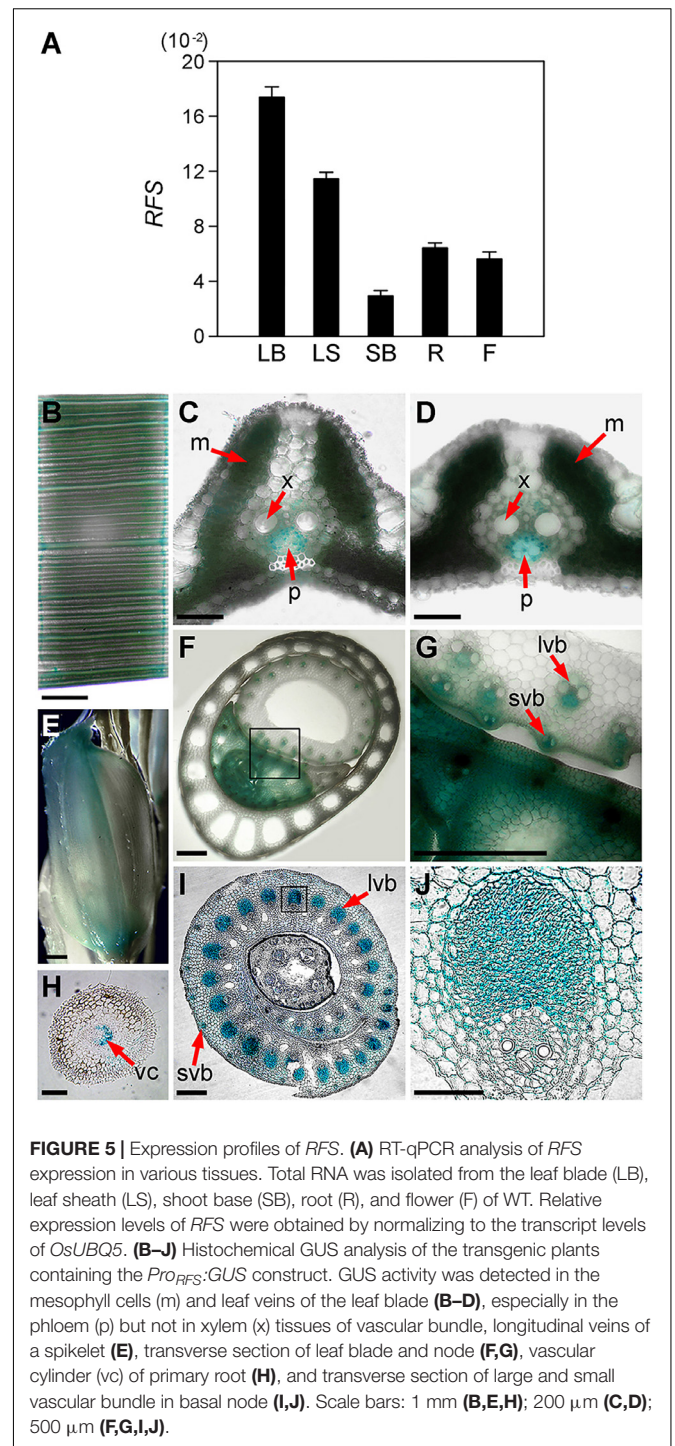 A
(10⁻²)
20
16
12
8
4
0
RFS
LB LS SB R F
B
C
m
x
p
D
m
x
p
E
F
G
lvb
svb
H
vc
I
lvb
svb
J
FIGURE 5 | Expression profiles of RFS. (A) RT-qPCR analysis of RFS
expression in various tissues. Total RNA was isolated from the leaf blade (LB),
leaf sheath (LS), shoot base (SB), root (R), and flower (F) of WT. Relative
expression levels of RFS were obtained by normalizing to the transcript levels
of OsUBQ5. (B–J) Histochemical GUS analysis of the transgenic plants
containing the ProRFS:GUS construct. GUS activity was detected in the
mesophyll cells (m) and leaf veins of the leaf blade (B–D), especially in the
phloem (p) but not in xylem (x) tissues of vascular bundle, longitudinal veins of
a spikelet (E), transverse section of leaf blade and node (F,G), vascular
cylinder (vc) of primary root (H), and transverse section of large and small
vascular bundle in basal node (I,J). Scale bars: 1 mm (B,E,H); 200 μm (C,D);
500 μm (F,G,I,J).